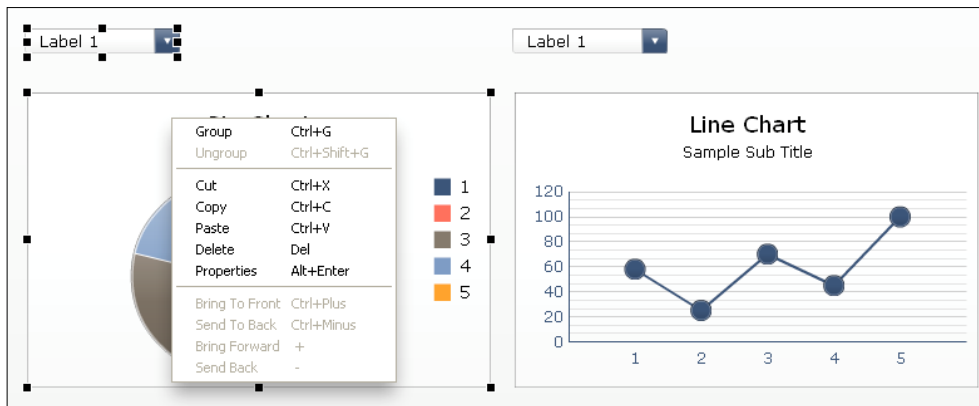 Label 1
Label 1
Group Ctrl+G
Ungroup Ctrl+Shift+G
Cut Ctrl+X
Copy Ctrl+C
Paste Ctrl+V
Delete Del
Properties Alt+Enter
Bring To Front Ctrl+Plus
Send To Back Ctrl+Minus
Bring Forward +
Send Back -
1
2
3
4
5
Line Chart
Sample Sub Title
120
100
80
60
40
20
0
1 2 3 4 5